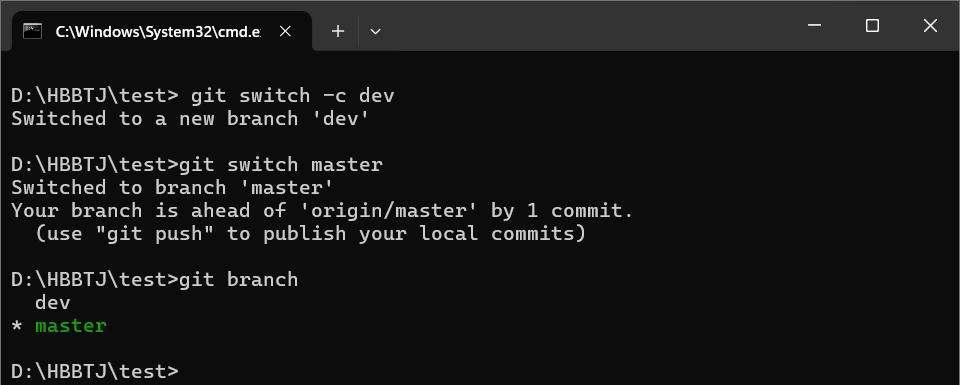 C:\Windows\System32\cmd.e
D:\HBBTJ\test> git switch -c dev
Switched to a new branch 'dev'
D:\HBBTJ\test>git switch master
Switched to branch 'master'
Your branch is ahead of 'origin/master' by 1 commit.
  (use "git push" to publish your local commits)
D:\HBBTJ\test>git branch
  dev
* master
D:\HBBTJ\test>